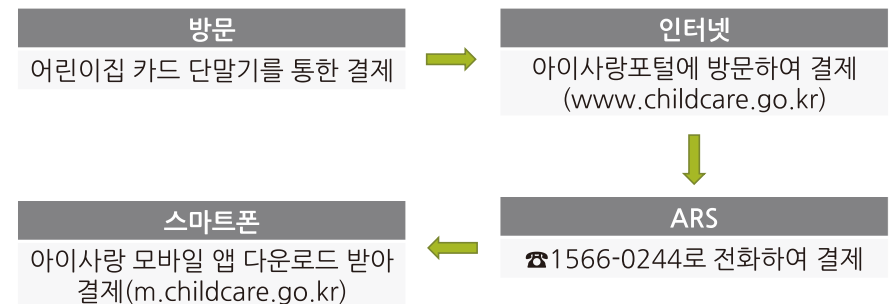 방문
어린이집 카드 단말기를 통한 결제
인터넷
아이사랑포털에 방문하여 결제
(www.childcare.go.kr)
ARS
☎1566-0244로 전화하여 결제
스마트폰
아이사랑 모바일 앱 다운로드 받아
결제(m.childcare.go.kr)